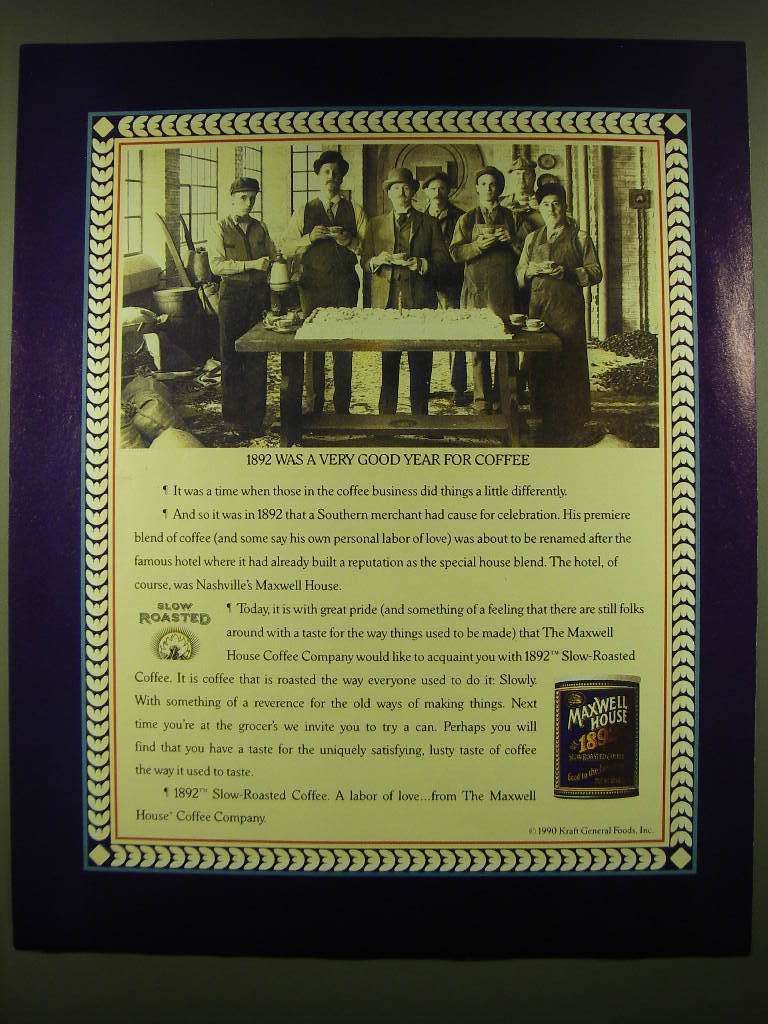 1892 WAS A VERY GOOD YEAR FOR COFFEE
¶ It was a time when those in the coffee business did things a little differently.
¶ And so it was in 1892 that a Southern merchant had cause for celebration. His premiere
blend of coffee (and some say his own personal labor of love) was about to be renamed after the
famous hotel where it had already built a reputation as the special house blend. The hotel, of
course, was Nashville's Maxwell House.
SLOW
ROASTED
¶ Today, it is with great pride (and something of a feeling that there are still folks
around with a taste for the way things used to be made) that The Maxwell
House Coffee Company would like to acquaint you with 1892™ Slow-Roasted
Coffee. It is coffee that is roasted the way everyone used to do it: Slowly.
With something of a reverence for the old ways of making things. Next
time you're at the grocer's we invite you to try a can. Perhaps you will
find that you have a taste for the uniquely satisfying, lusty taste of coffee
the way it used to taste.
¶ 1892™ Slow-Roasted Coffee. A labor of love...from The Maxwell
House® Coffee Company.
MAXWELL
HOUSE
189
SLOW ROASTED COFFEE
Good to the
© 1990 Kraft General Foods, Inc.